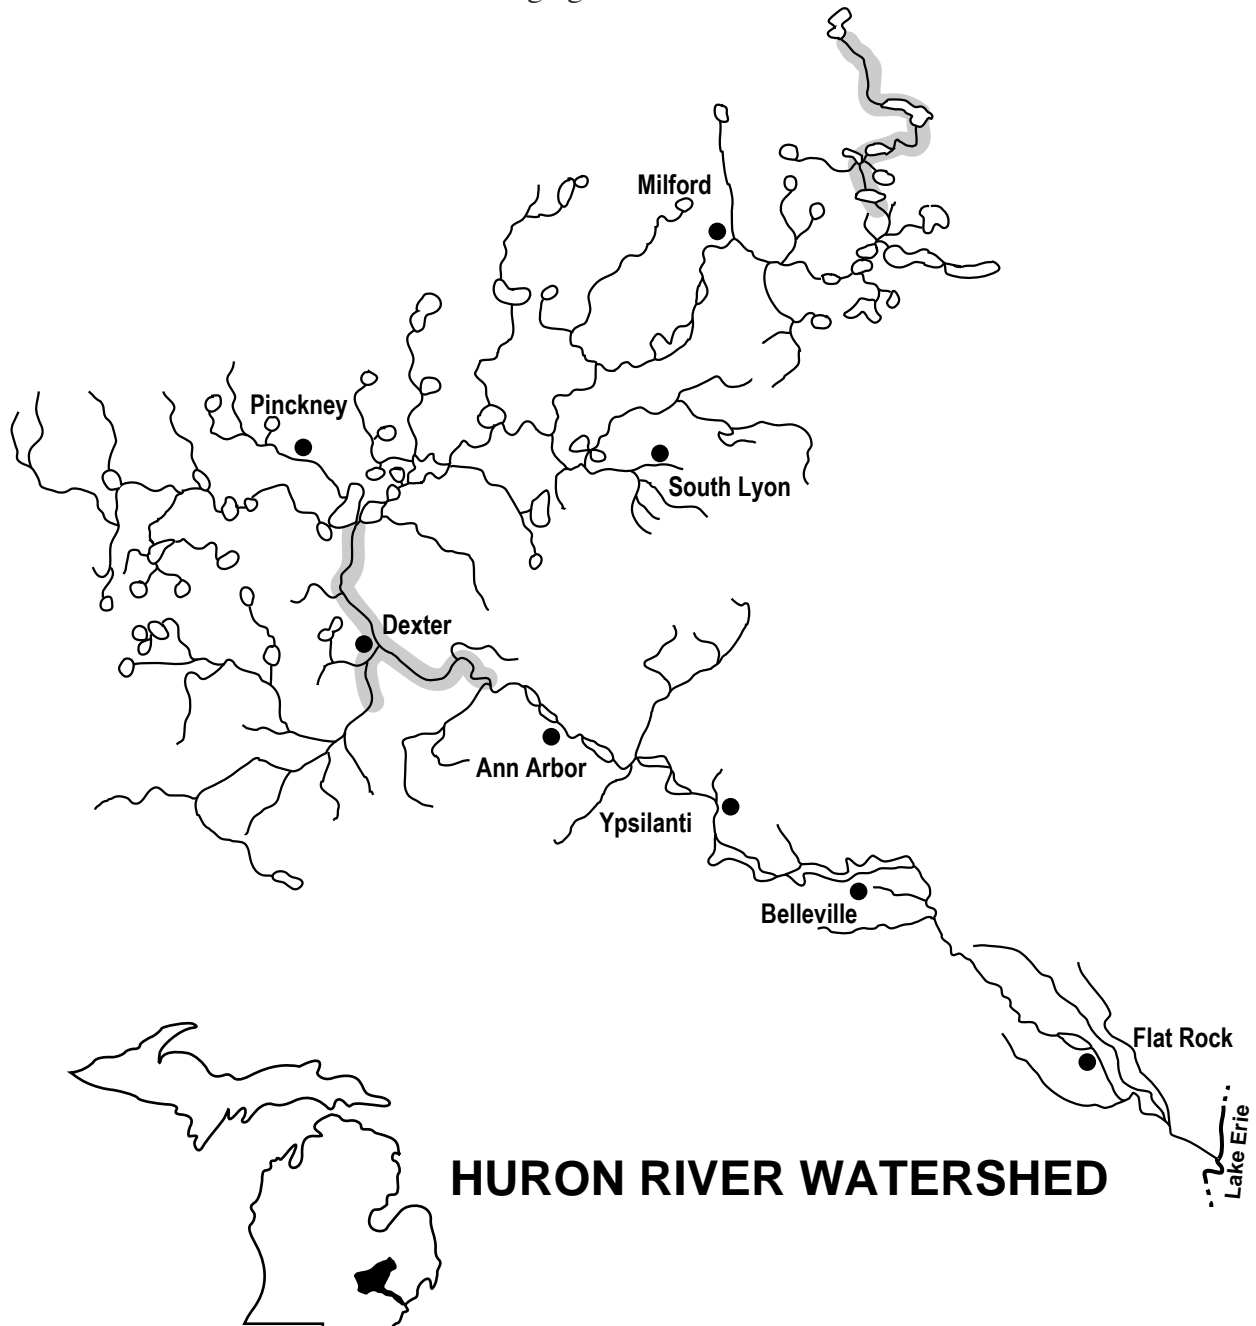 Milford
Pinckney
South Lyon
Dexter
Ann Arbor
Ypsilanti
Belleville
Flat Rock
Lake Erie
HURON RIVER WATERSHED